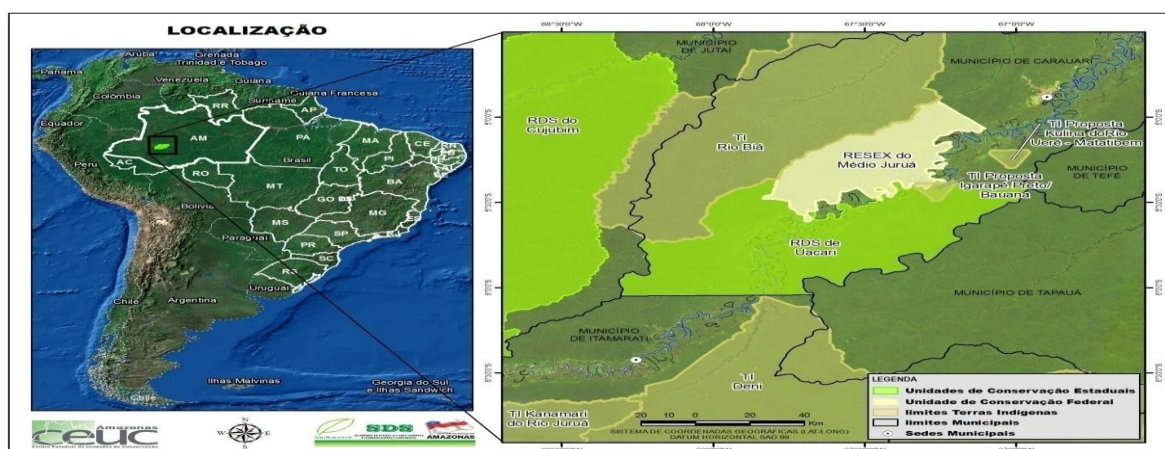 LOCALIZAÇÃO
Aruba
Grenada
Trinidad e Tobago
Panamá
Venezuela
Guiana
Colômbia
Suriname
Guiana Francesa
RR
AP
Equador
AM
PA
MA
CE
PI
Peru
AC
RO
Brasil
TO
BA
MT
Bolívia
GO
MG
MS
SP
Paraguai
PR
SC
RS
Uruguai
Chile
Argentina
Ilhas Malvinas
Georgia do Sul
e Ilhas Sandwich
Chile
Amazonas
ceuc
N
SDS
AMAZONAS
68°30'0"W
68°0'0"W
67°30'0"W
67°0'0"W
MUNICÍPIO
DE JUTAÍ
MUNICÍPIO DE CARAUARI
RDS do
Cujubim
TI
Rio Biá
RESEX do
Médio Juruá
TI Proposta
Kulina do Rio
Ueré - Matatibem
MUNICÍPIO
DE TEFÉ
TI Proposta
Igarapé Preto/
Bauana
RDS de
Uacari
MUNICÍPIO DE TAPAUÁ
MUNICÍPIO
DE ITAMARATI
TI
Deni
TI Kanamari
do Rio Juruá
20 10 0 20 40
Km
SISTEMA DE COORDENADAS GEOGRÁFICAS (LAT/LONG)
DATUM HORIZONTAL SAD 69
LEGENDA
Unidades de Conservação Estaduais
Unidade de Conservação Federal
limites Terras Indígenas
limites Municipais
Sedes Municipais